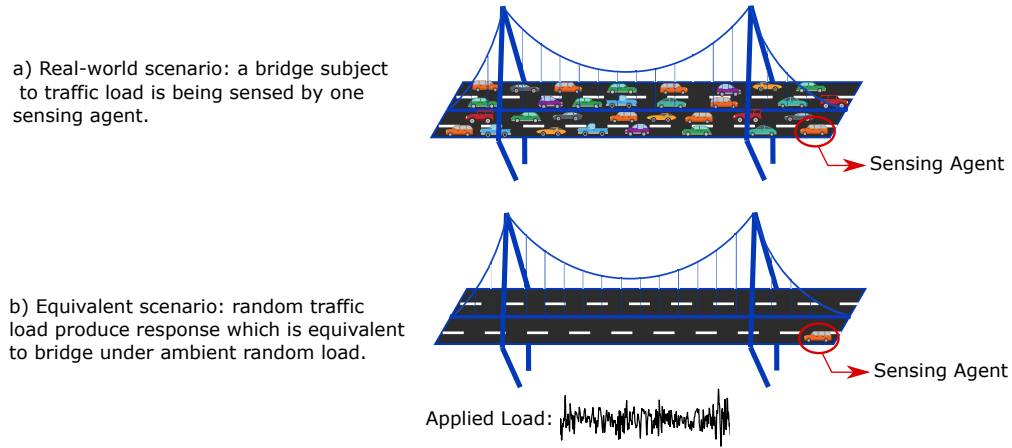 a) Real-world scenario: a bridge subject
to traffic load is being sensed by one
sensing agent.
Sensing Agent
b) Equivalent scenario: random traffic
load produce response which is equivalent
to bridge under ambient random load.
Sensing Agent
Applied Load: